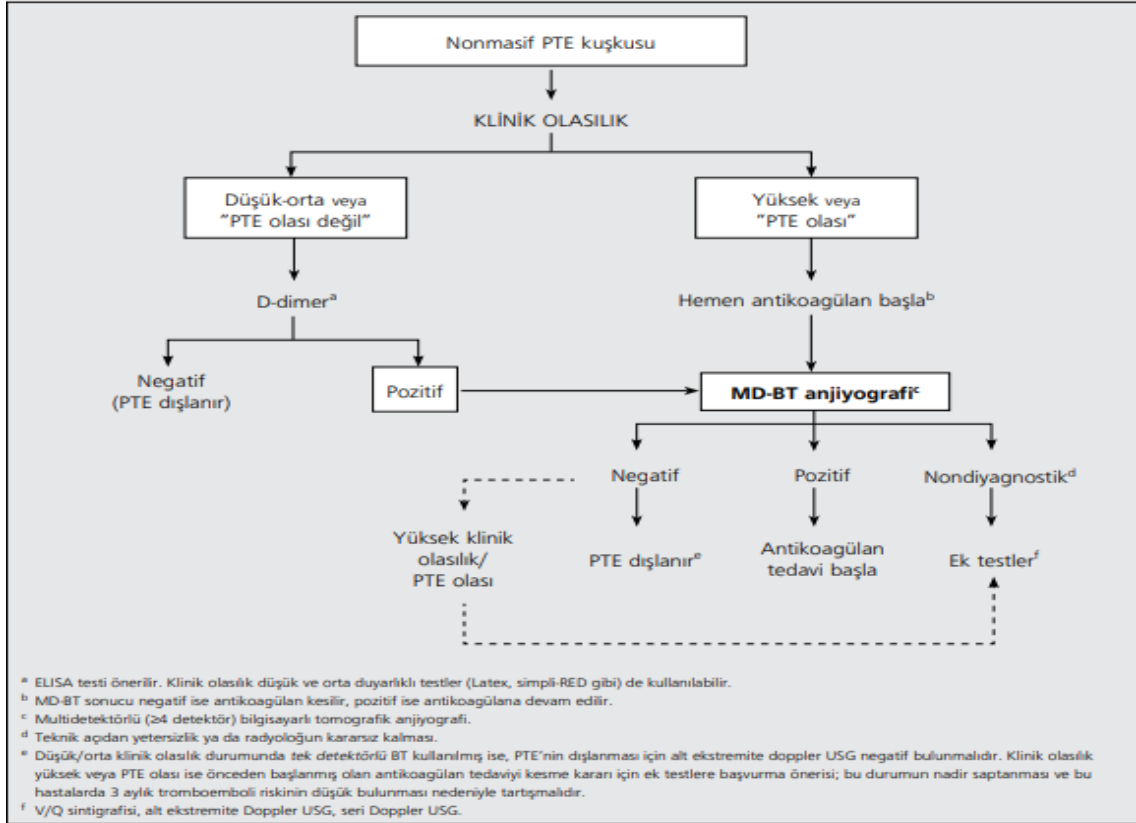 Nonmasif PTE kuşkusu
KLİNİK OLASILIK
Düşük-orta veya
"PTE olası değil"
Yüksek veya
"PTE olası"
D-dimerᵃ
Hemen antikoagülan başlaᵇ
Negatif
(PTE dışlanır)
Pozitif
MD-BT anjiyografiᶜ
Negatif
Pozitif
Nondiyagnostikᵈ
Yüksek klinik
olasılık/
PTE olası
PTE dışlanırᵉ
Antikoagülan
tedavi başla
Ek testlerᶠ
ᵃ ELISA testi önerilir. Klinik olasılık düşük ve orta duyarlıklı testler (Latex, simpli-RED gibi) de kullanılabilir.
ᵇ MD-BT sonucu negatif ise antikoagülan kesilir, pozitif ise antikoagülana devam edilir.
ᶜ Multidetektörlü (≥4 detektör) bilgisayarlı tomografik anjiyografi.
ᵈ Teknik açıdan yetersizlik ya da radyoloğun kararsız kalması.
ᵉ Düşük/orta klinik olasılık durumunda tek detektörlü BT kullanılmış ise, PTE'nin dışlanması için alt ekstremite doppler USG negatif bulunmalıdır. Klinik olasılık
yüksek veya PTE olası ise önceden başlanmış olan antikoagülan tedaviyi kesme kararı için ek testlere başvurma önerisi; bu durumun nadir saptanması ve bu
hastalarda 3 aylık tromboemboli riskinin düşük bulunması nedeniyle tartışmalıdır.
ᶠ V/Q sintigrafisi, alt ekstremite Doppler USG, seri Doppler USG.